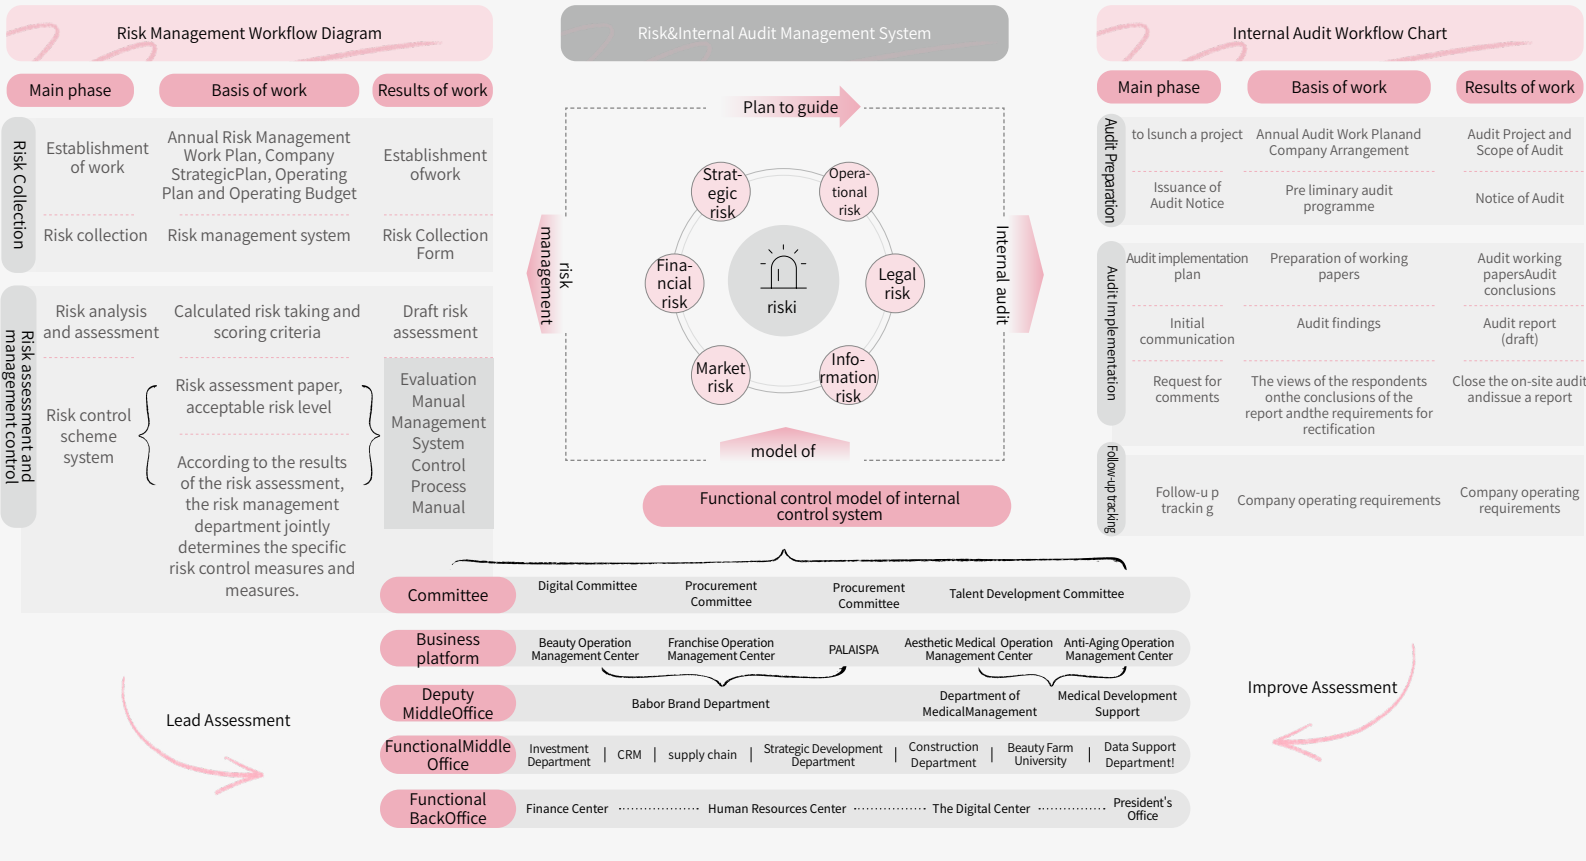 Risk Management Workflow Diagram
Main phase
Basis of work
Results of work
Risk Collection
Establishment
of work
Annual Risk Management
Work Plan, Company
StrategicPlan, Operating
Plan and Operating Budget
Establishment
ofwork
Risk collection
Risk management system
Risk Collection
Form
Risk assessment and
management control
Risk analysis
and assessment
Calculated risk taking and
scoring criteria
Draft risk
assessment
Risk control
scheme
system
Risk assessment paper,
acceptable risk level
According to the results
of the risk assessment,
the risk management
department jointly
determines the specific
risk control measures and
measures.
Evaluation
Manual
Management
System
Control
Process
Manual
Risk&Internal Audit Management System
Plan to guide
risk
management
Internal audit
model of
Strat-
egic
risk
Opera-
tional
risk
Fina-
ncial
risk
Legal
risk
Market
risk
Info-
rmation
risk
riski
Functional control model of internal
control system
Internal Audit Workflow Chart
Main phase
Basis of work
Results of work
Audit Preparation
to lsunch a project
Annual Audit Work Planand
Company Arrangement
Audit Project and
Scope of Audit
Issuance of
Audit Notice
Pre liminary audit
programme
Notice of Audit
Audit Implementation
Audit implementation
plan
Preparation of working
papers
Audit working
papersAudit
conclusions
Initial
communication
Audit findings
Audit report
(draft)
Request for
comments
The views of the respondents
onthe conclusions of the
report andthe requirements for
rectification
Close the on-site audit
andissue a report
Follow-up tracking
Follow-u p
trackin g
Company operating requirements
Company operating
requirements
Committee
Digital Committee
Procurement
Committee
Procurement
Committee
Talent Development Committee
Business
platform
Beauty Operation
Management Center
Franchise Operation
Management Center
PALAISPA
Aesthetic Medical Operation
Management Center
Anti-Aging Operation
Management Center
Deputy
MiddleOffice
Babor Brand Department
Department of
MedicalManagement
Medical Development
Support
FunctionalMiddle
Office
Investment
Department
CRM
supply chain
Strategic Development
Department
Construction
Department
Beauty Farm
University
Data Support
Department!
Functional
BackOffice
Finance Center
Human Resources Center
The Digital Center
President's
Office
Lead Assessment
Improve Assessment